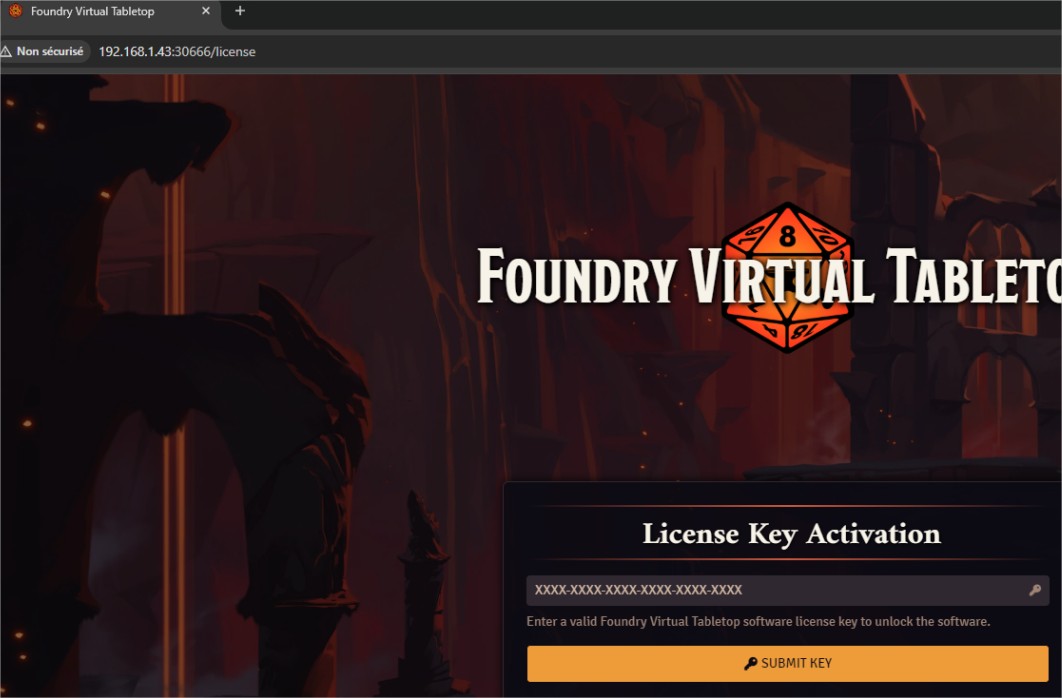 Foundry Virtual Tabletop
Non sécurisé 192.168.1.43:30666/license
8
FOUNDRY VIRTUAL TABLETO
License Key Activation
XXXX-XXXX-XXXX-XXXX-XXXX-XXXX
Enter a valid Foundry Virtual Tabletop software license key to unlock the software.
SUBMIT KEY